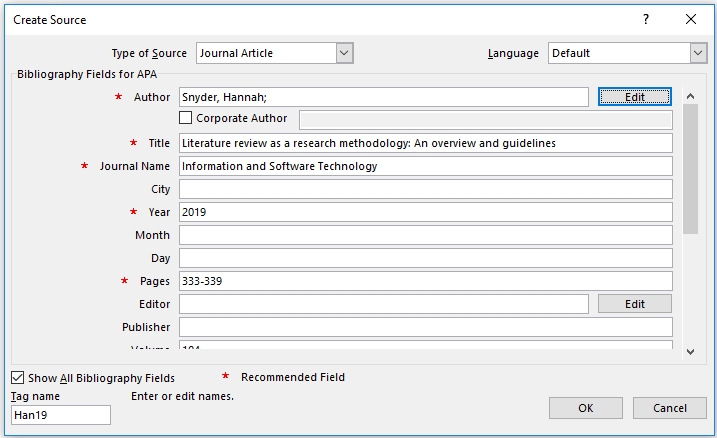 Create Source
Type of Source Journal Article Language Default
Bibliography Fields for APA
* Author Snyder, Hannah; Edit
Corporate Author
* Title Literature review as a research methodology: An overview and guidelines
* Journal Name Information and Software Technology
City
* Year 2019
Month
Day
* Pages 333-339
Editor Edit
Publisher
Volume 104
Show All Bibliography Fields * Recommended Field
Tag name Enter or edit names.
Han19 OK Cancel